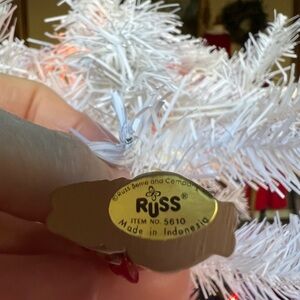 © Russ Berrie and Company
RUSS®
ITEM NO. 5610
Made in Indonesia